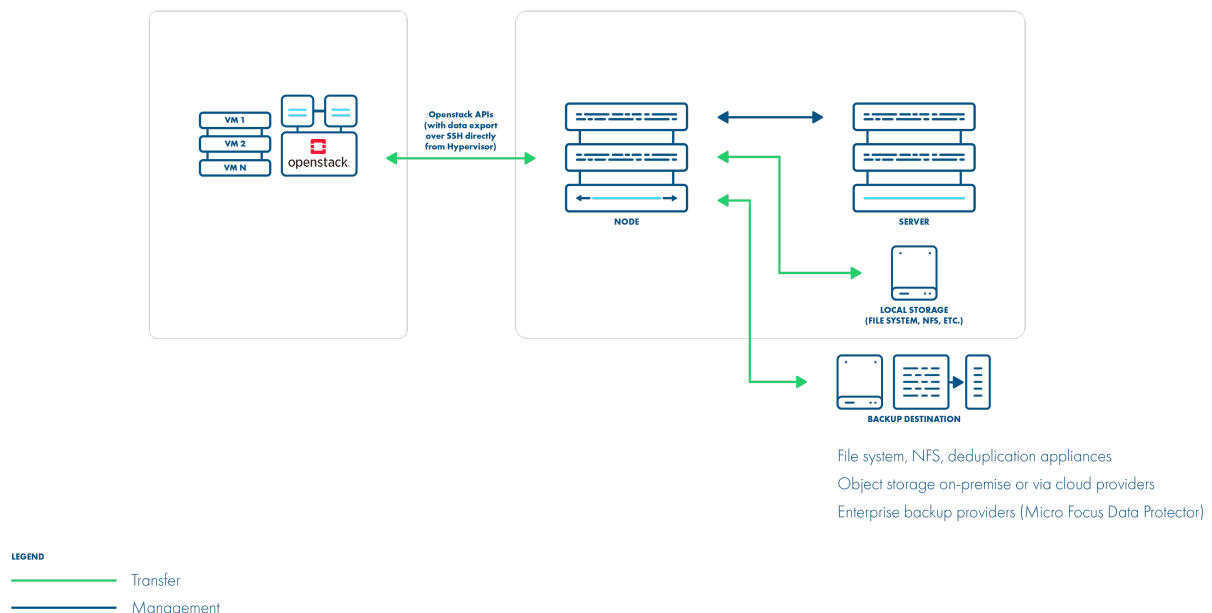 VM 1
VM 2
VM N
openstack
Openstack APIs
(with data export
over SSH directly
from Hypervisor)
NODE
SERVER
LOCAL STORAGE
(FILE SYSTEM, NFS, ETC.)
BACKUP DESTINATION
File system, NFS, deduplication appliances
Object storage on-premise or via cloud providers
Enterprise backup providers (Micro Focus Data Protector)
LEGEND
Transfer
Management